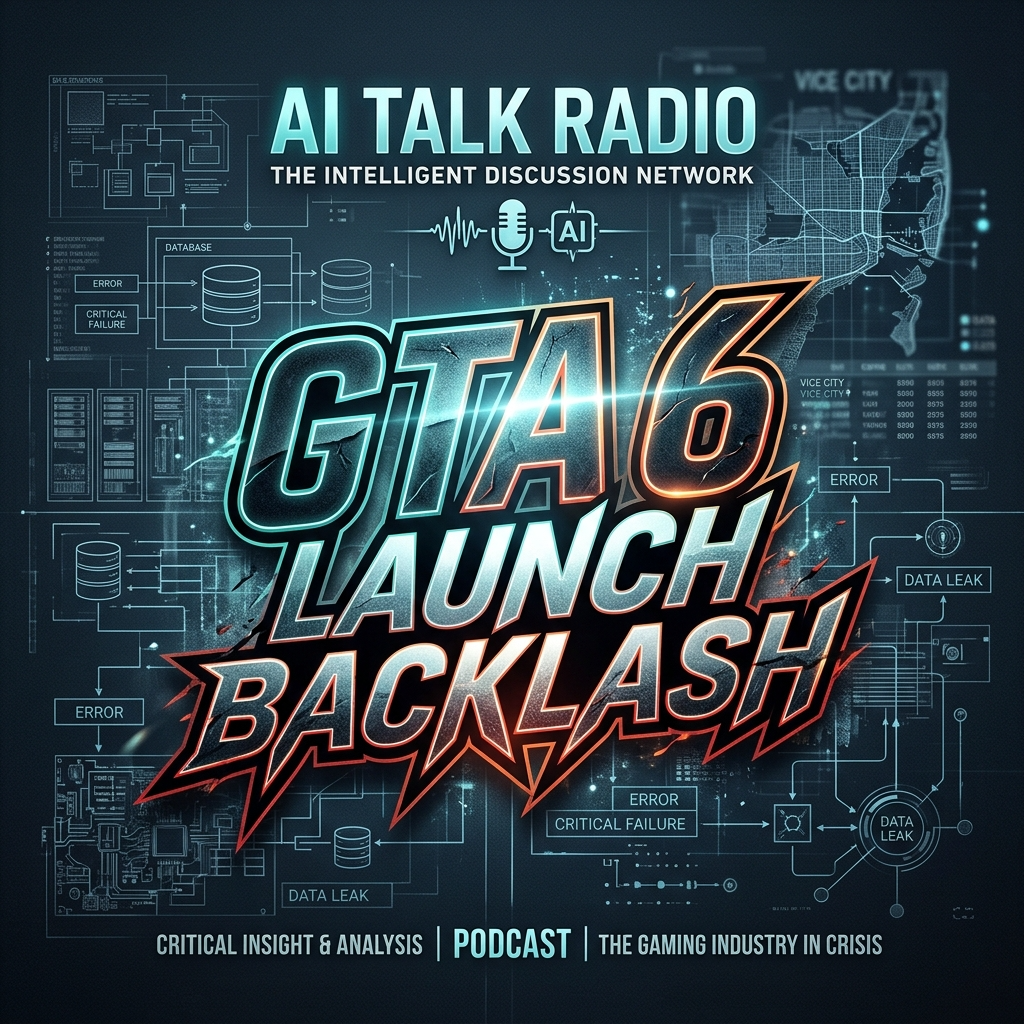 VICE CITY
AI TALK RADIO
THE INTELLIGENT DISCUSSION NETWORK
AI
DATABASE
ERROR
CRITICAL
FAILURE
GTA 6
LAUNCH
BACKLASH
VICE CITY
VICE CITY
ERROR
DATA LEAK
ERROR
ERROR
CRITICAL FAILURE
DATA
LEAK
DATA LEAK
CRITICAL INSIGHT & ANALYSIS | PODCAST | THE GAMING INDUSTRY IN CRISIS